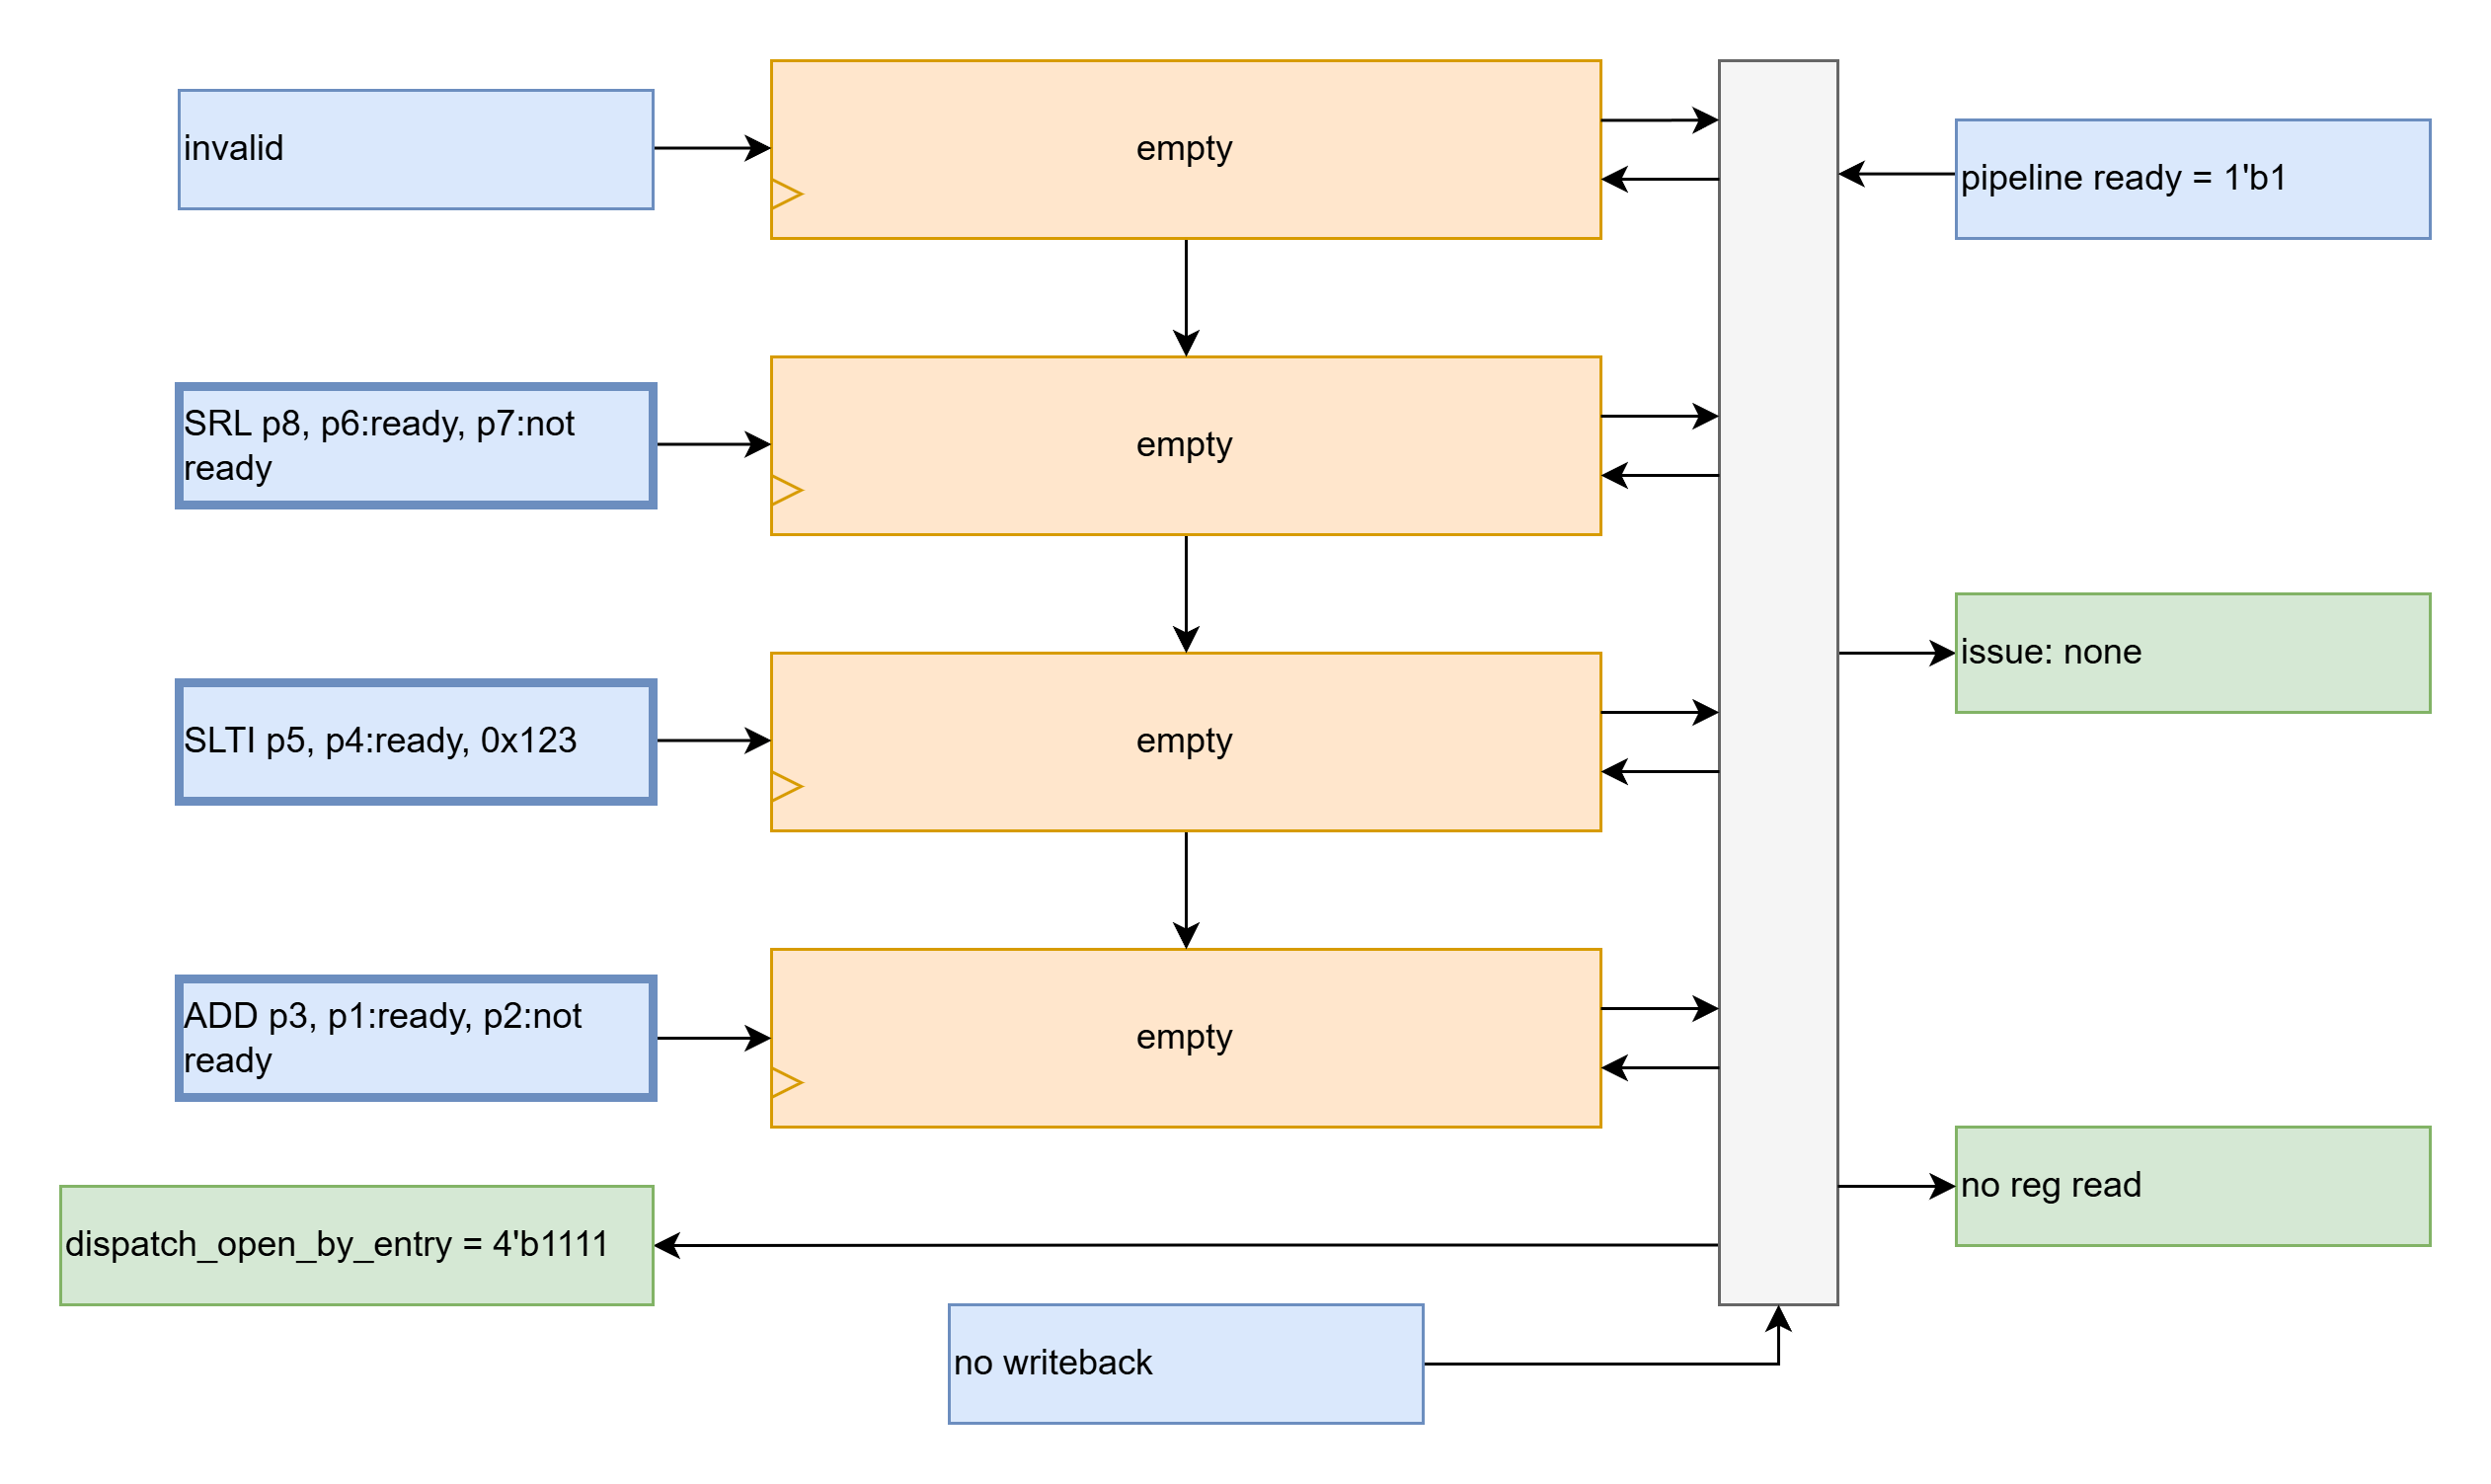 invalid
empty
pipeline ready = 1'b1
SRL p8, p6:ready, p7:not
ready
empty
issue: none
SLTI p5, p4:ready, 0x123
empty
ADD p3, p1:ready, p2:not
ready
empty
no reg read
dispatch_open_by_entry = 4'b1111
no writeback